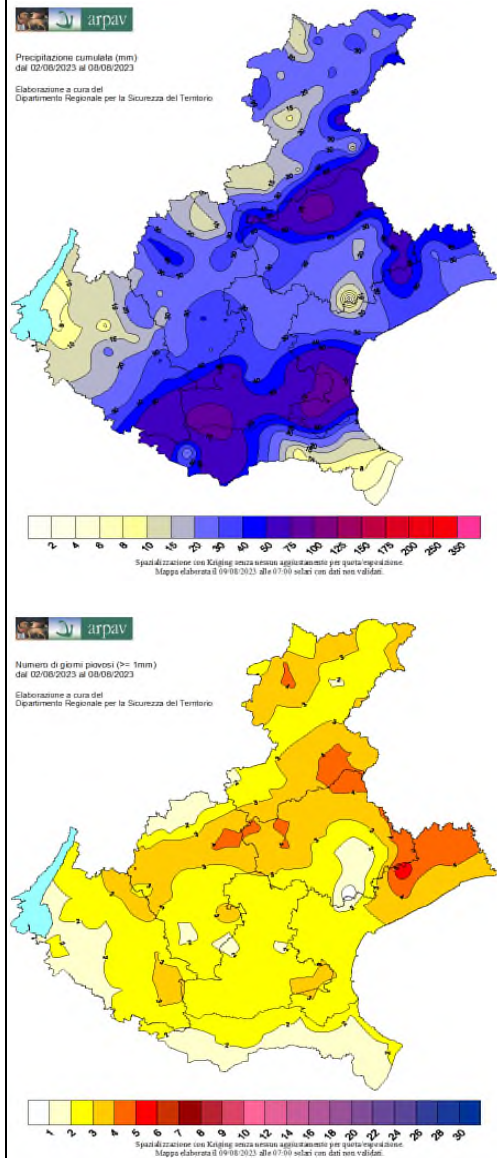 arpav
Precipitazione cumulata (mm)
dal 02/08/2023 al 08/08/2023
Elaborazione a cura del
Dipartimento Regionale per la Sicurezza del Territorio
2 4 6 8 10 15 20 30 40 50 75 100 125 150 175 200 250 350
Spazializzazione con Kriging senza nessun aggiustamento per quota/esposizione.
Mappa elaborata il 09/08/2023 alle 07:00 solari con dati non validati.
arpav
Numero di giorni piovosi (>= 1mm)
dal 02/08/2023 al 08/08/2023
Elaborazione a cura del
Dipartimento Regionale per la Sicurezza del Territorio
1 2 3 4 5 6 7 8 9 10 12 14 16 18 20 22 24 26 28 30
Spazializzazione con Kriging senza nessun aggiustamento per quota/esposizione.
Mappa elaborata il 09/08/2023 alle 07:00 solari con dati non validati.